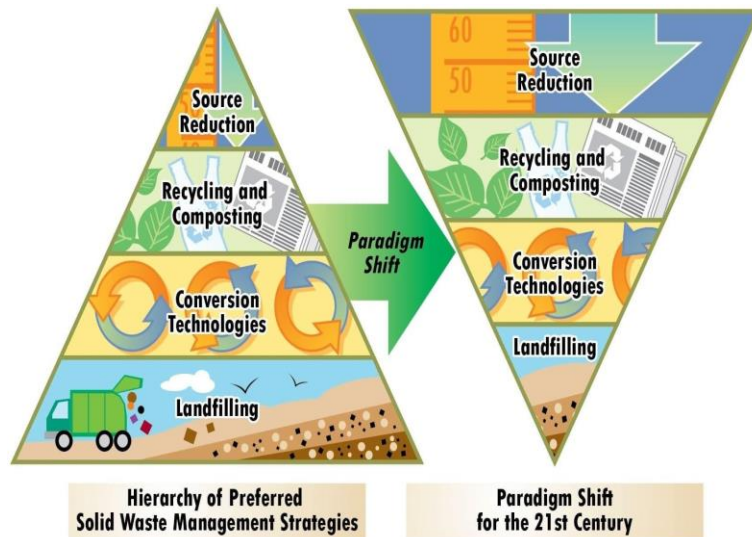 Source
Reduction
Recycling and
Composting
Conversion
Technologies
Landfilling
Paradigm
Shift
60
50
Source
Reduction
Recycling and
Composting
Conversion
Technologies
Landfilling
Hierarchy of Preferred
Solid Waste Management Strategies
Paradigm Shift
for the 21st Century